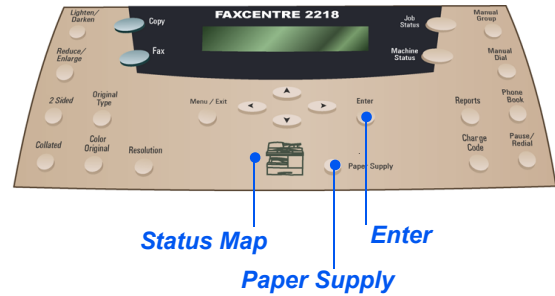 Lighten/
Darken
Copy
FAXCENTRE 2218
Job
Status
Manual
Group
Reduce/
Enlarge
Fax
Machine
Status
Manual
Dial
2 Sided
Original
Type
Menu / Exit
Enter
Reports
Phone
Book
Collated
Color
Original
Resolution
Paper Supply
Charge
Code
Pause/
Redial
Status Map
Enter
Paper Supply